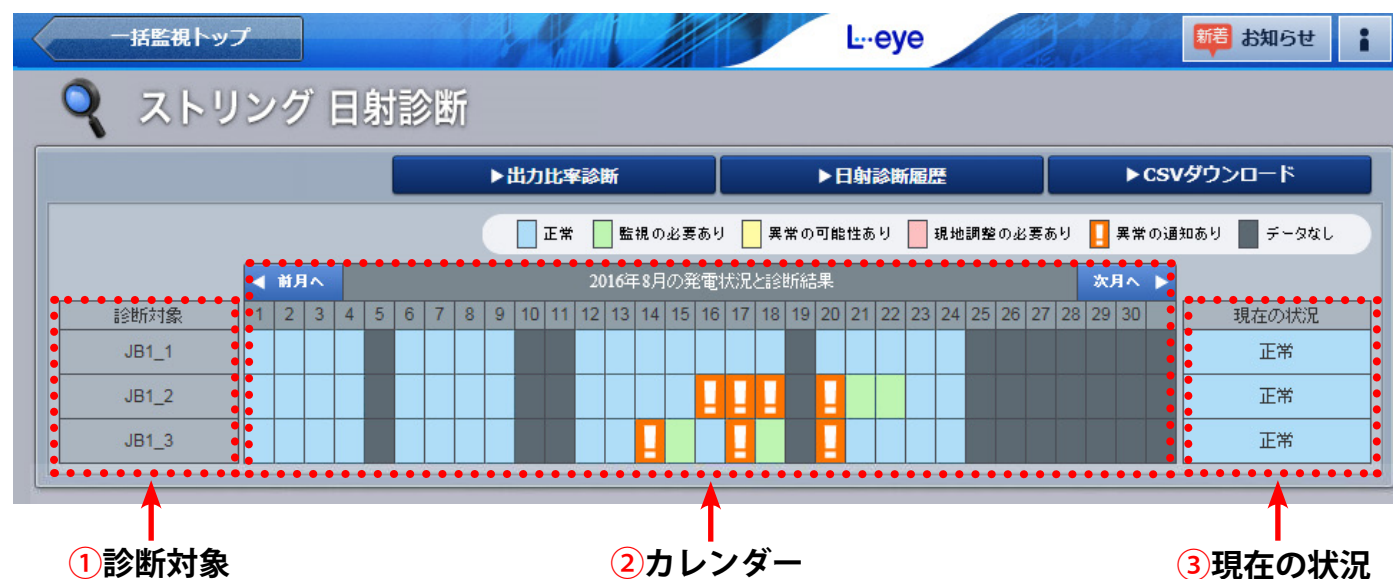 一括監視トップ
L・・eye
新着 お知らせ
ストリング 日射診断
▶出力比率診断
▶日射診断履歴
▶CSVダウンロード
正常 監視の必要あり 異常の可能性あり 現地調整の必要あり 異常の通知あり データなし
◀ 前月へ 2016年8月の発電状況と診断結果 次月へ ▶
診断対象 1 2 3 4 5 6 7 8 9 10 11 12 13 14 15 16 17 18 19 20 21 22 23 24 25 26 27 28 29 30 現在の状況
JB1_1 正常
JB1_2 正常
JB1_3 正常
①診断対象 ②カレンダー ③現在の状況